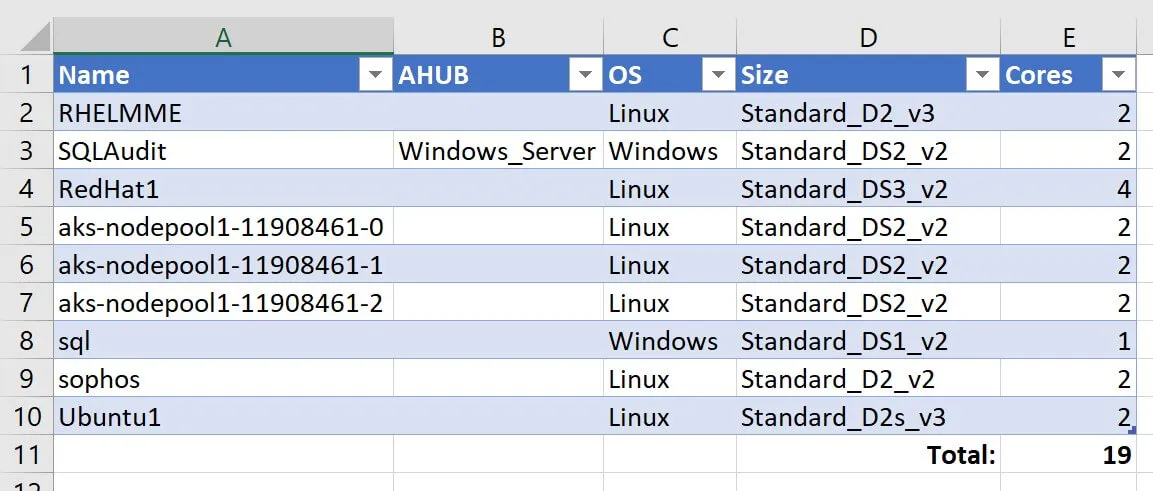 A B C D E
1 Name AHUB OS Size Cores
2 RHELMME Linux Standard_D2_v3 2
3 SQLAudit Windows_Server Windows Standard_DS2_v2 2
4 RedHat1 Linux Standard_DS3_v2 4
5 aks-nodepool1-11908461-0 Linux Standard_DS2_v2 2
6 aks-nodepool1-11908461-1 Linux Standard_DS2_v2 2
7 aks-nodepool1-11908461-2 Linux Standard_DS2_v2 2
8 sql Windows Standard_DS1_v2 1
9 sophos Linux Standard_D2_v2 2
10 Ubuntu1 Linux Standard_D2s_v3 2
11 Total: 19
12